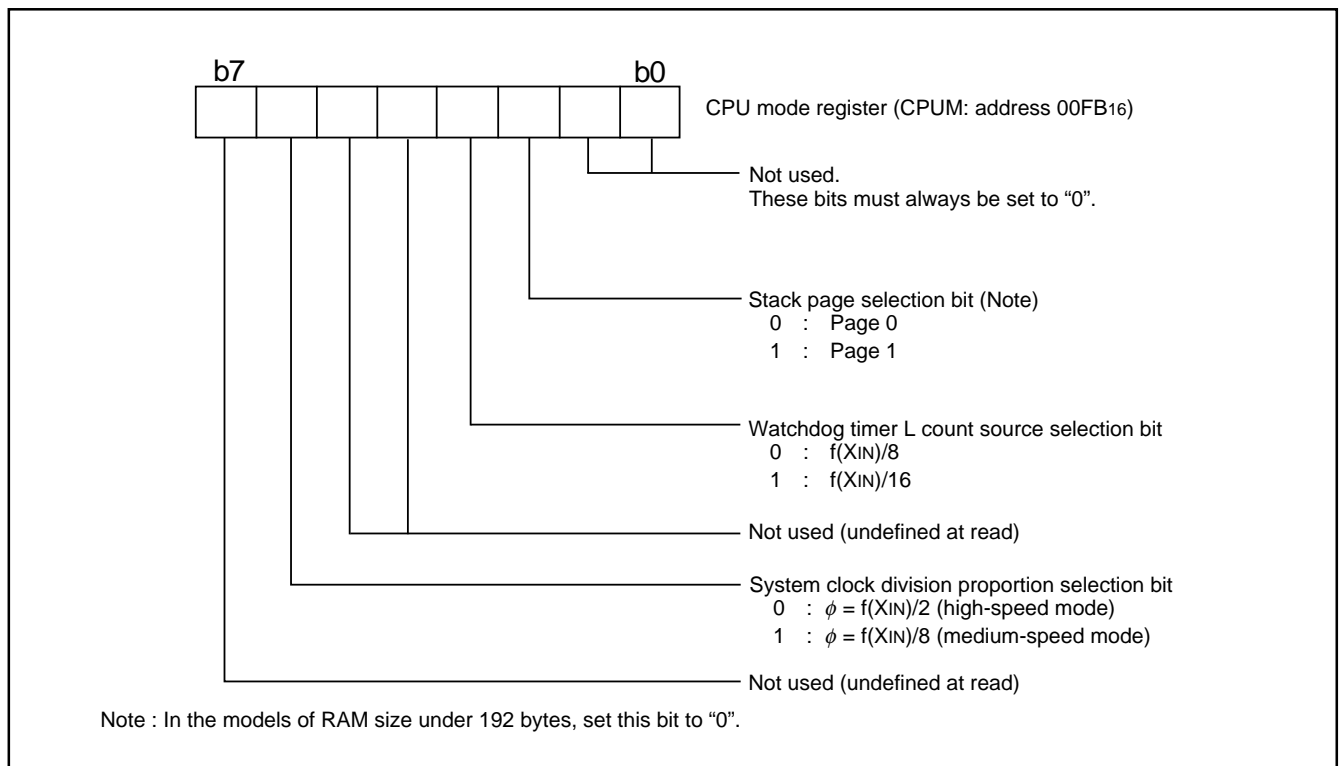 b7 b0
CPU mode register (CPUM: address 00FB16)
Not used.
These bits must always be set to “0”.
Stack page selection bit (Note)
0 : Page 0
1 : Page 1
Watchdog timer L count source selection bit
0 : f(XIN)/8
1 : f(XIN)/16
Not used (undefined at read)
System clock division proportion selection bit
0 : ϕ = f(XIN)/2 (high-speed mode)
1 : ϕ = f(XIN)/8 (medium-speed mode)
Not used (undefined at read)
Note : In the models of RAM size under 192 bytes, set this bit to “0”.